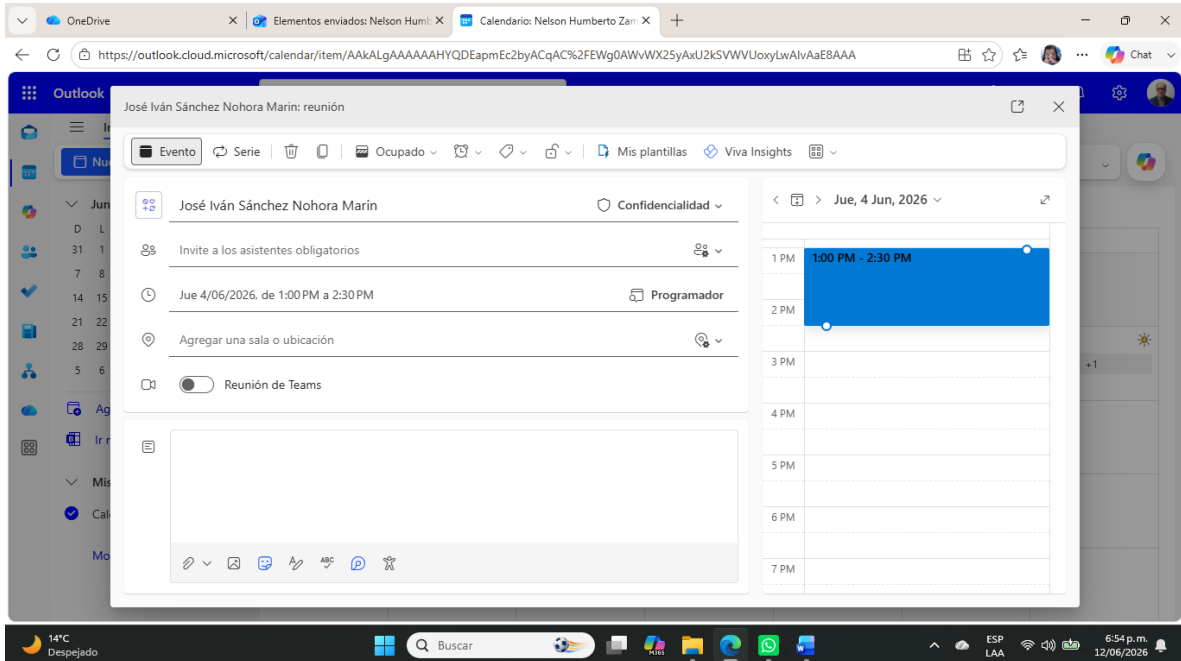 OneDrive
Elementos enviados: Nelson Humb
Calendario: Nelson Humberto Zam
https://outlook.cloud.microsoft/calendar/item/AAkALgAAAAAAHYQDEapmEc2byACqAC%2FEWg0AWvWX25yAxU2kSVWVUoxyLwAIvAaE8AAA
Chat
Outlook
José Iván Sánchez Nohora Marin: reunión
Evento
Serie
Ocupado
Mis plantillas
Viva Insights
Nu
José Iván Sánchez Nohora Marin
Confidencialidad
Jue, 4 Jun, 2026
Jun
D L
31 1
7 8
14 15
21 22
28 29
5 6
Invite a los asistentes obligatorios
Jue 4/06/2026, de 1:00 PM a 2:30 PM
Programador
Agregar una sala o ubicación
Reunión de Teams
1 PM
1:00 PM - 2:30 PM
2 PM
3 PM
4 PM
5 PM
6 PM
7 PM
+1
Ag
Ir r
Mis
Cal
Mo
ABC
14°C
Despejado
Buscar
M365
ESP
LAA
6:54 p. m.
12/06/2026